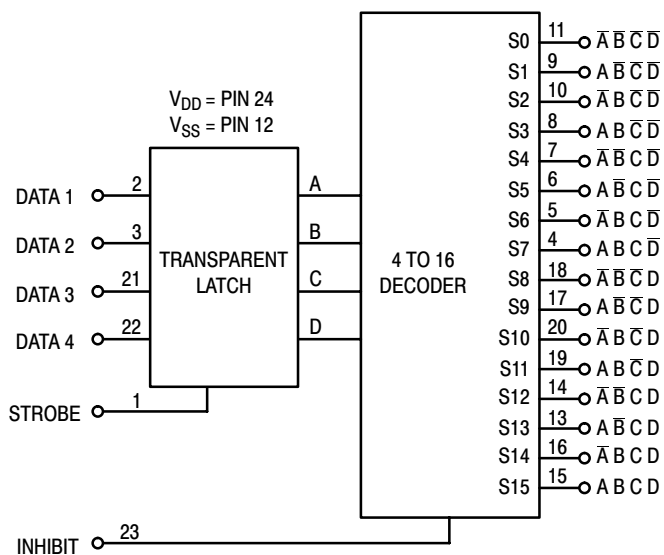 V_DD = PIN 24
V_SS = PIN 12
DATA 1 2
DATA 2 3
DATA 3 21
DATA 4 22
STROBE 1
TRANSPARENT
LATCH
A
B
C
D
4 TO 16
DECODER
S0 11 A̅ B C̅ D̅
S1 9 A B̅ C̅ D̅
S2 10 A̅ B C̅ D̅
S3 8 A B C̅ D̅
S4 7 A̅ B̅ C D̅
S5 6 A B̅ C D̅
S6 5 A̅ B C D̅
S7 4 A B C D̅
S8 18 A̅ B̅ C̅ D
S9 17 A B̅ C̅ D
S10 20 A̅ B C̅ D
S11 19 A B C̅ D
S12 14 A̅ B̅ C D
S13 13 A B̅ C D
S14 16 A̅ B C D
S15 15 A B C D
INHIBIT 23